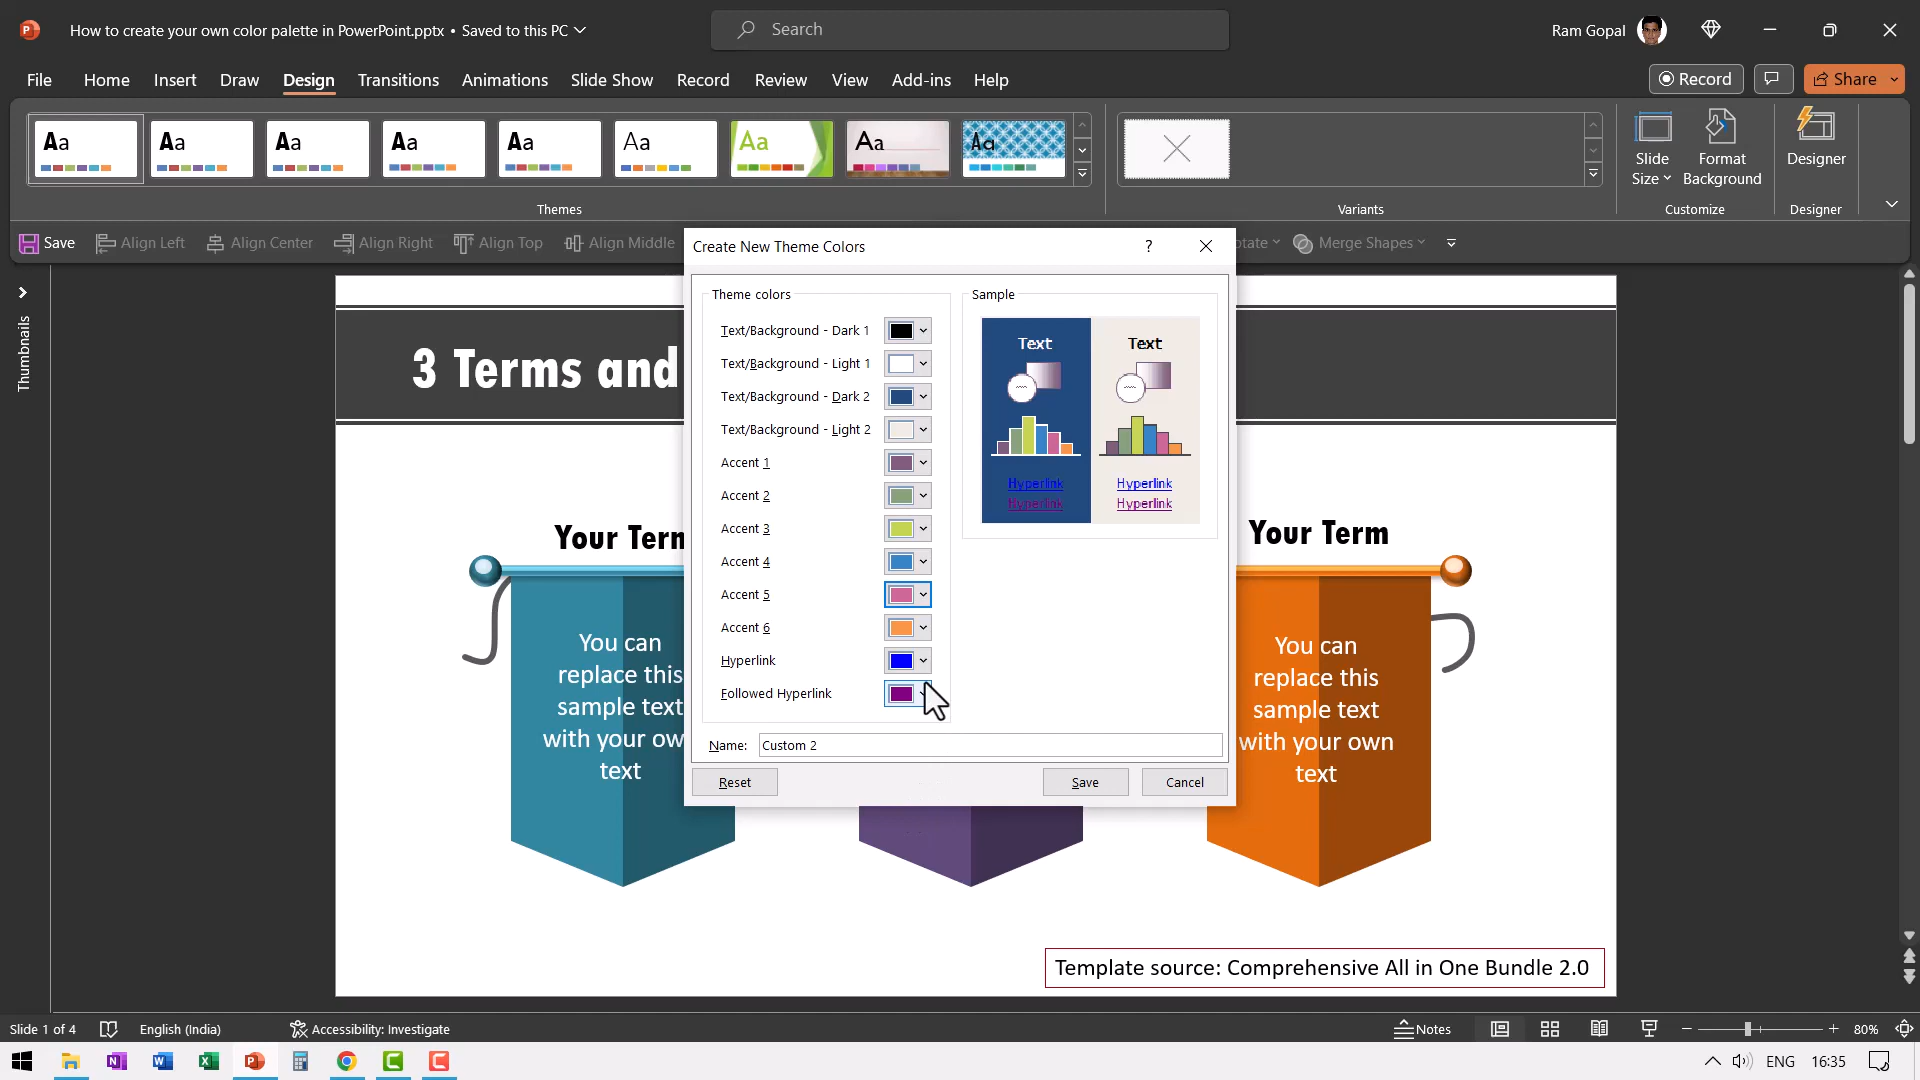 How to create your own color palette in PowerPoint.pptx • Saved to this PC
Search
Ram Gopal
File Home Insert Draw Design Transitions Animations Slide Show Record Review View Add-ins Help
Record
Share
Aa Aa Aa Aa Aa Aa Aa Aa Aa
Slide Size
Format Background
Designer
Themes
Variants
Customize
Designer
Save Align Left Align Center Align Right Align Top Align Middle
otate Merge Shapes
Create New Theme Colors
?
Theme colors
Sample
Text/Background - Dark 1
Text/Background - Light 1
Text/Background - Dark 2
Text/Background - Light 2
Accent 1
Accent 2
Accent 3
Accent 4
Accent 5
Accent 6
Hyperlink
Followed Hyperlink
Text Text
Hyperlink Hyperlink
Hyperlink Hyperlink
Name: Custom 2
Reset Save Cancel
Thumbnails
3 Terms and
Your Tern
You can
replace this
sample text
with your ow
text
Your Term
You can
replace this
sample text
with your own
text
Template source: Comprehensive All in One Bundle 2.0
Slide 1 of 4
English (India)
Accessibility: Investigate
Notes
80%
ENG
16:35